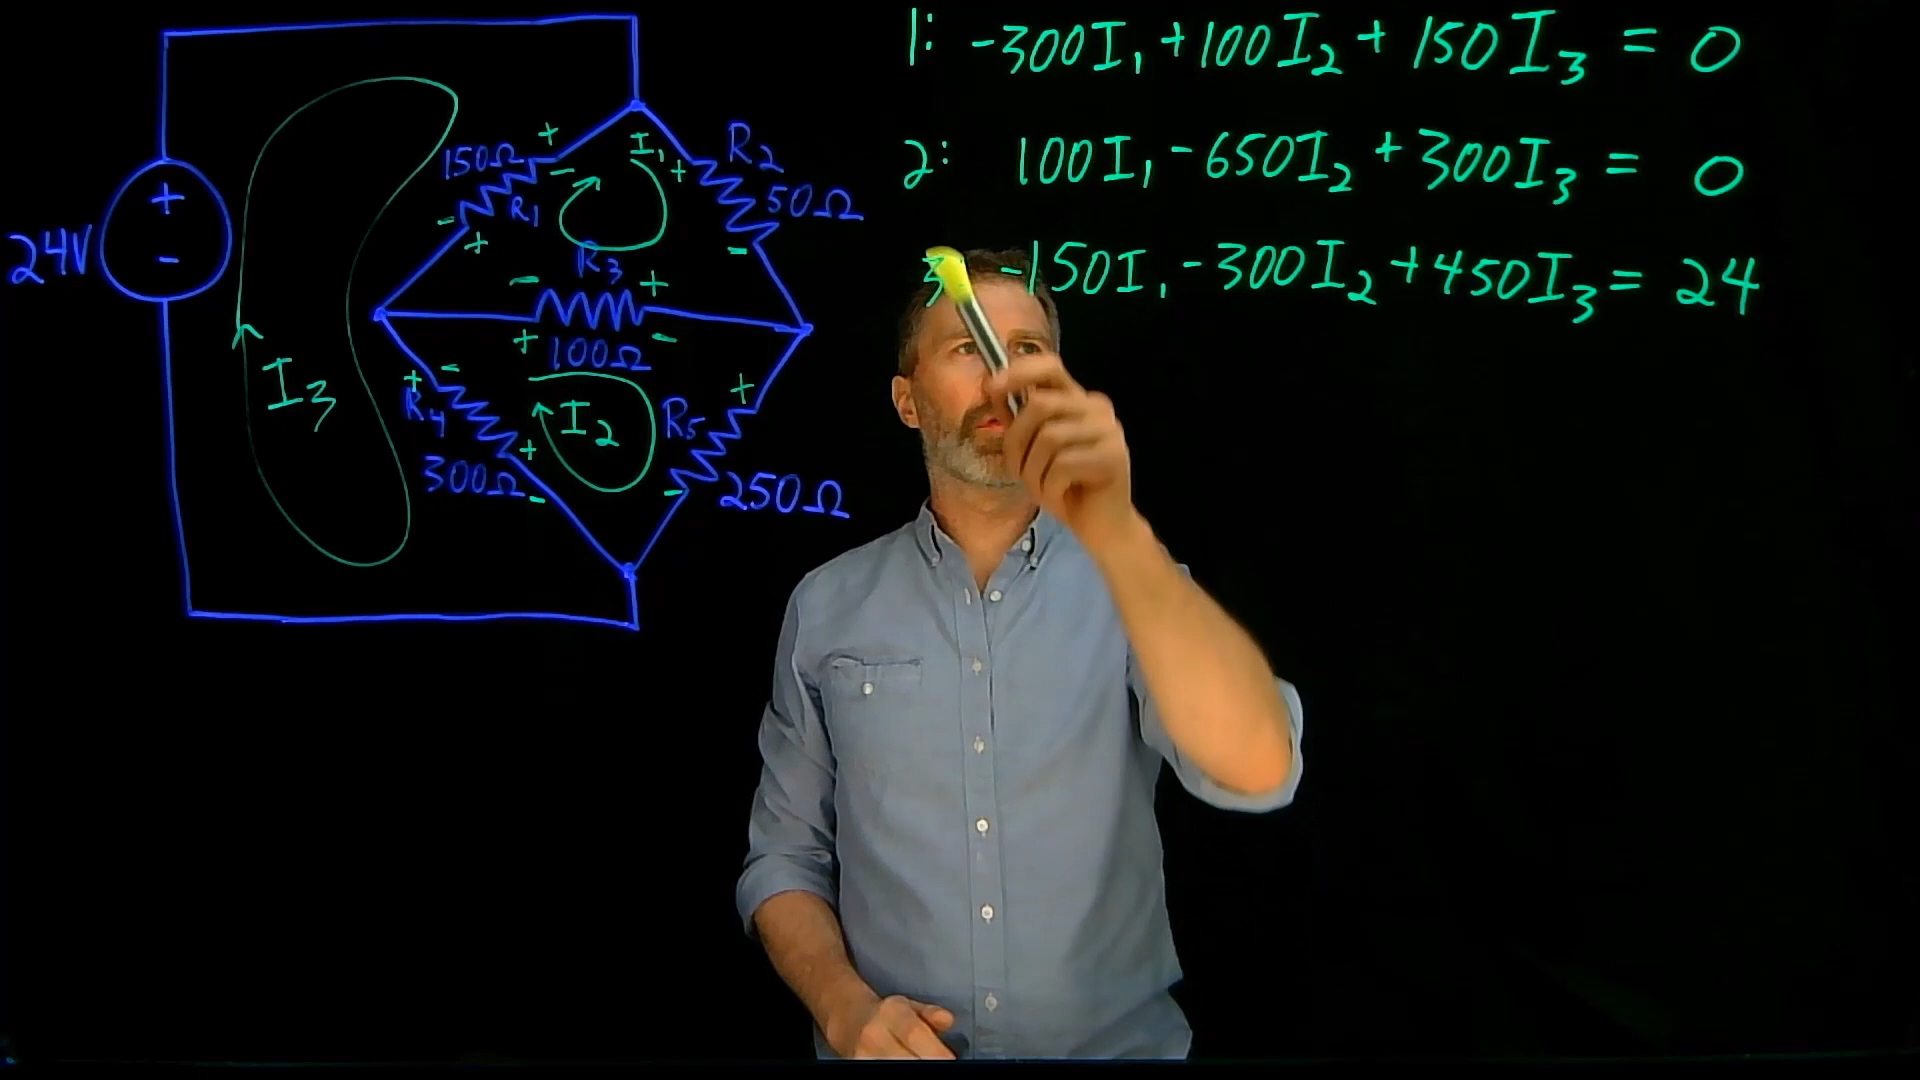 1: -300I₁ + 100I₂ + 150I₃ = 0
2: 100I₁ - 650I₂ + 300I₃ = 0
3 -150I₁ - 300I₂ + 450I₃ = 24
+
-
24V
I₃
150Ω
+
-
R₁
-
+
I₁
+
R₂
50Ω
-
R₃
-
+
+
100Ω
-
-
+
R₄
300Ω
+
-
I₂
+
R₅
-
250Ω